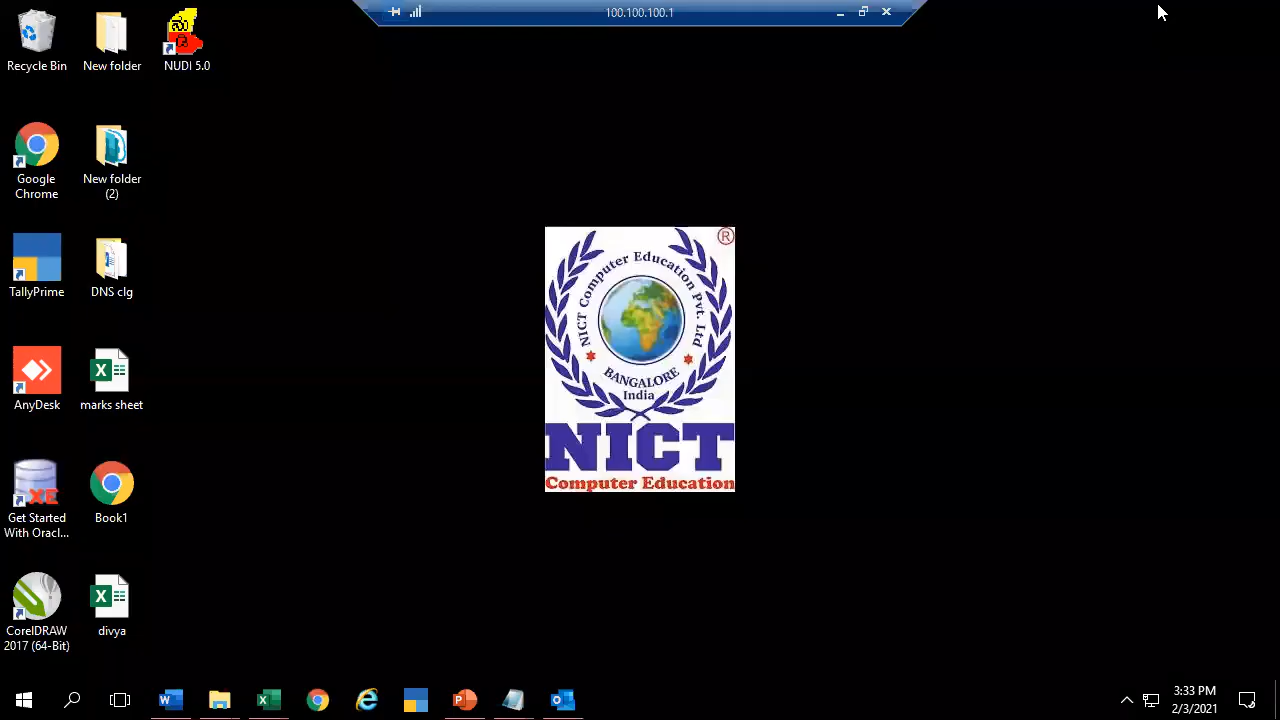 100.100.100.1
Recycle Bin
New folder
NUDI 5.0
Google
Chrome
New folder
(2)
TallyPrime
DNS clg
AnyDesk
marks sheet
Get Started
With Oracl...
Book1
CorelDRAW
2017 (64-Bit)
divya
NICT Computer Education Pvt. Ltd
®
BANGALORE
India
NICT
Computer Education
3:33 PM
2/3/2021